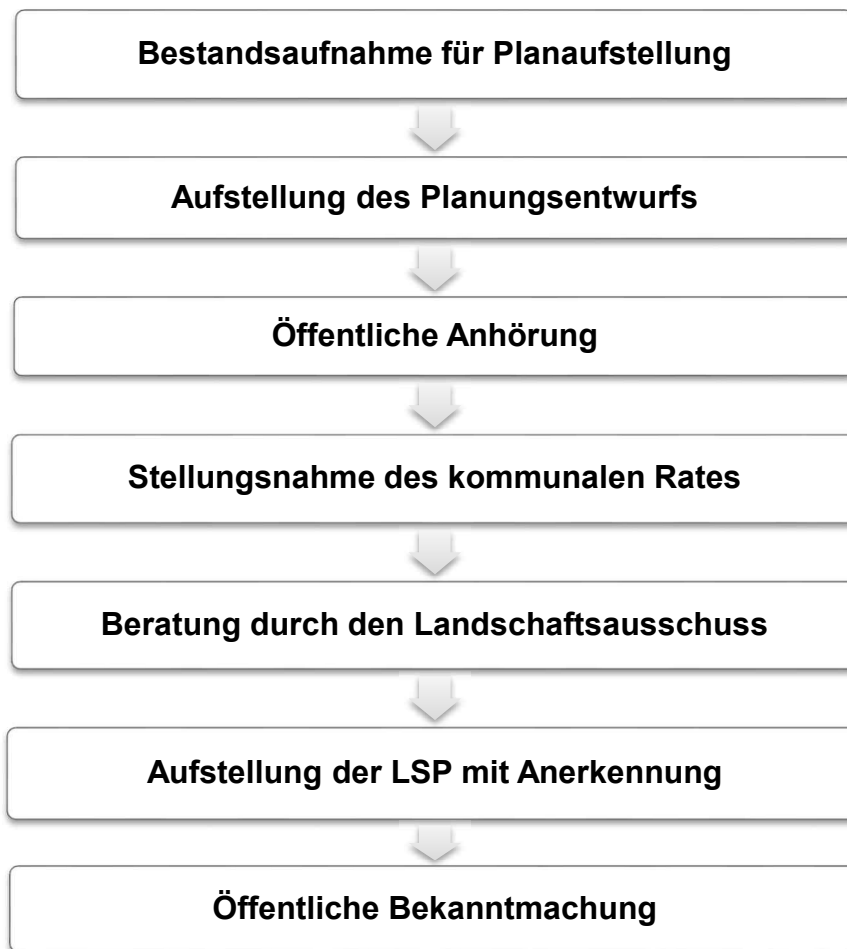 Bestandsaufnahme für Planaufstellung
Aufstellung des Planungsentwurfs
Öffentliche Anhörung
Stellungsnahme des kommunalen Rates
Beratung durch den Landschaftsausschuss
Aufstellung der LSP mit Anerkennung
Öffentliche Bekanntmachung